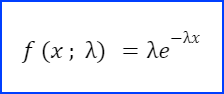 f (x ; λ) = λe^{-λx}